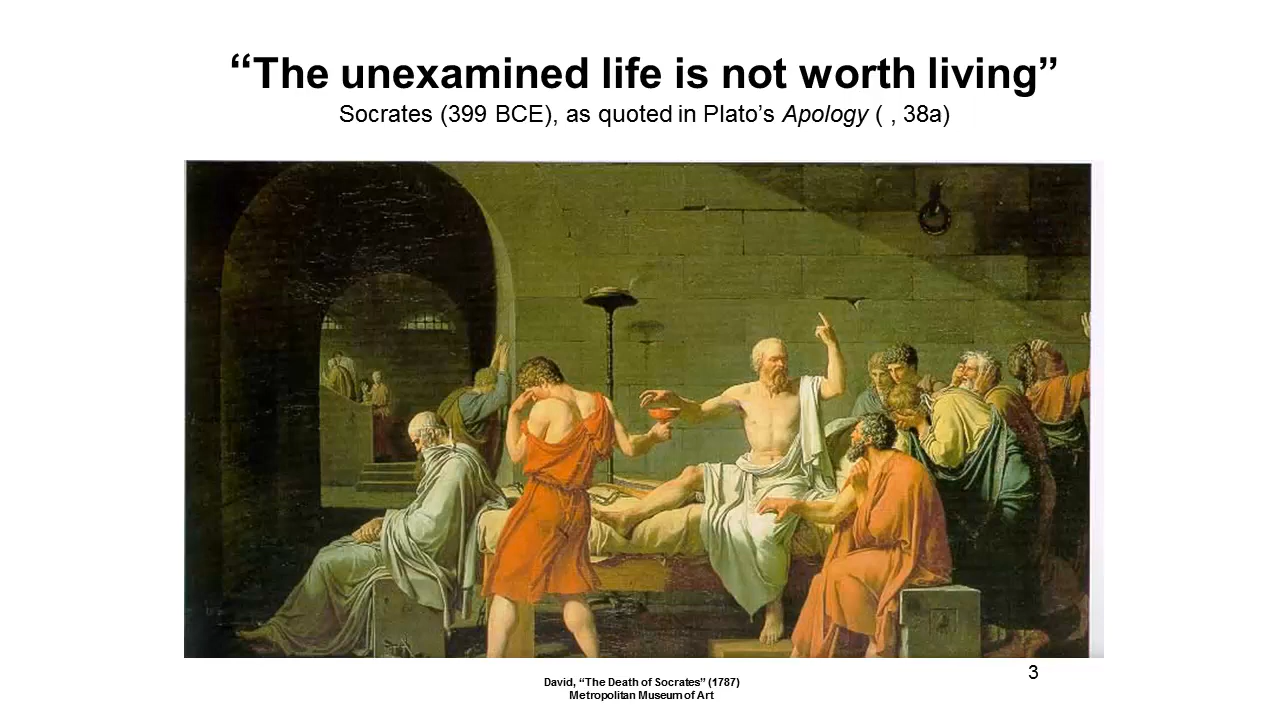 “The unexamined life is not worth living”
Socrates (399 BCE), as quoted in Plato’s Apology ( , 38a)
3
David, “The Death of Socrates” (1787)
Metropolitan Museum of Art